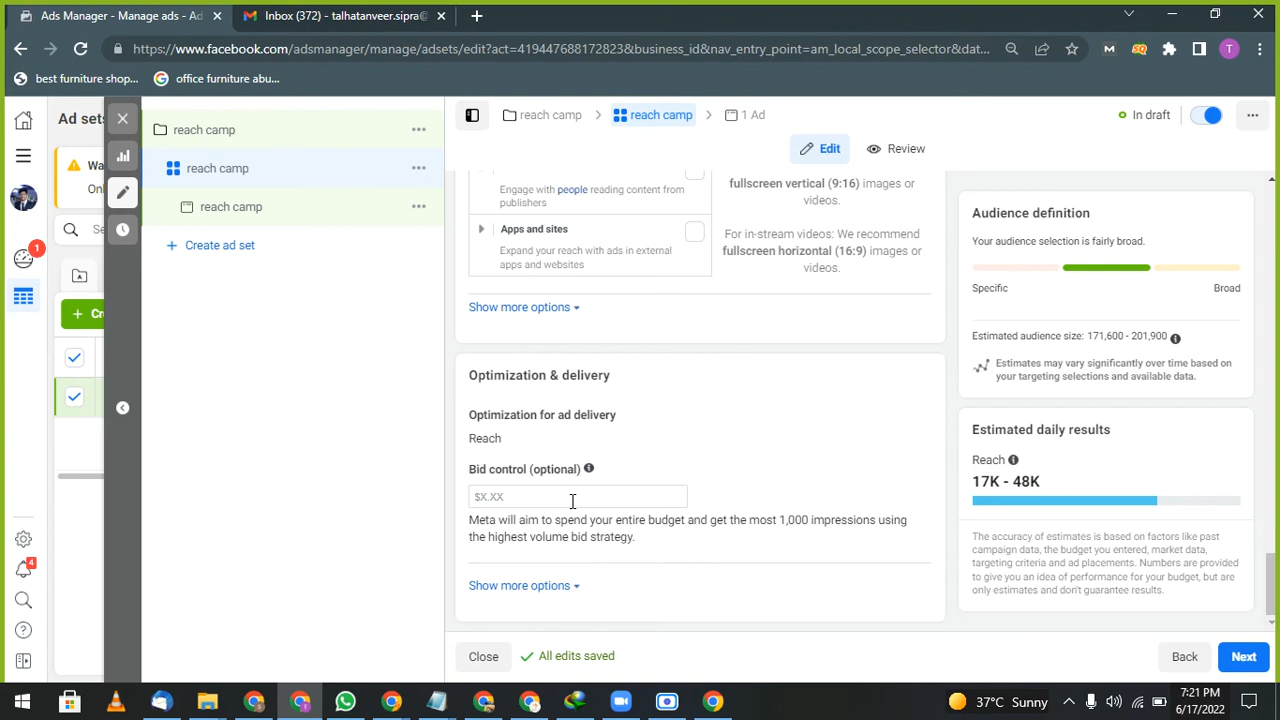 Ads Manager - Manage ads - Ad
Inbox (372) - talhatanveer.sipra@
https://www.facebook.com/adsmanager/manage/adsets/edit?act=419447688172823&business_id&nav_entry_point=am_local_scope_selector&dat...
T
best furniture shop...
office furniture abu...
Ad sets
Wa
Onl
Se
1
4
reach camp
reach camp
reach camp
+ Create ad set
reach camp
reach camp
1 Ad
In draft
Edit
Review
Engage with people reading content from
publishers
Apps and sites
Expand your reach with ads in external
apps and websites
fullscreen vertical (9:16) images or
videos.
For in-stream videos: We recommend
fullscreen horizontal (16:9) images or
videos.
Show more options
Optimization & delivery
Optimization for ad delivery
Reach
Bid control (optional)
$X.XX
Meta will aim to spend your entire budget and get the most 1,000 impressions using
the highest volume bid strategy.
Show more options
Audience definition
Your audience selection is fairly broad.
Specific
Broad
Estimated audience size: 171,600 - 201,900
Estimates may vary significantly over time based on
your targeting selections and available data.
Estimated daily results
Reach
17K - 48K
The accuracy of estimates is based on factors like past
campaign data, the budget you entered, market data,
targeting criteria and ad placements. Numbers are provided
to give you an idea of performance for your budget, but are
only estimates and don't guarantee results.
Close
All edits saved
Back
Next
37°C Sunny
7:21 PM
6/17/2022